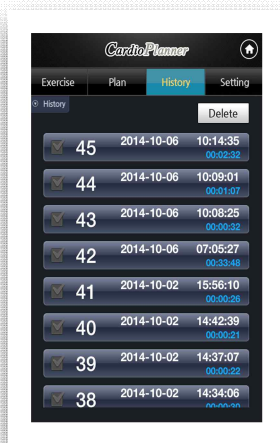 CardioPlanner
Exercise Plan History Setting
History
Delete
45 2014-10-06 10:14:35
00:02:32
44 2014-10-06 10:09:01
00:01:07
43 2014-10-06 10:08:25
00:00:32
42 2014-10-06 07:05:27
00:33:48
41 2014-10-02 15:56:10
00:00:26
40 2014-10-02 14:42:39
00:00:21
39 2014-10-02 14:37:07
00:00:22
38 2014-10-02 14:34:06
00:00:30